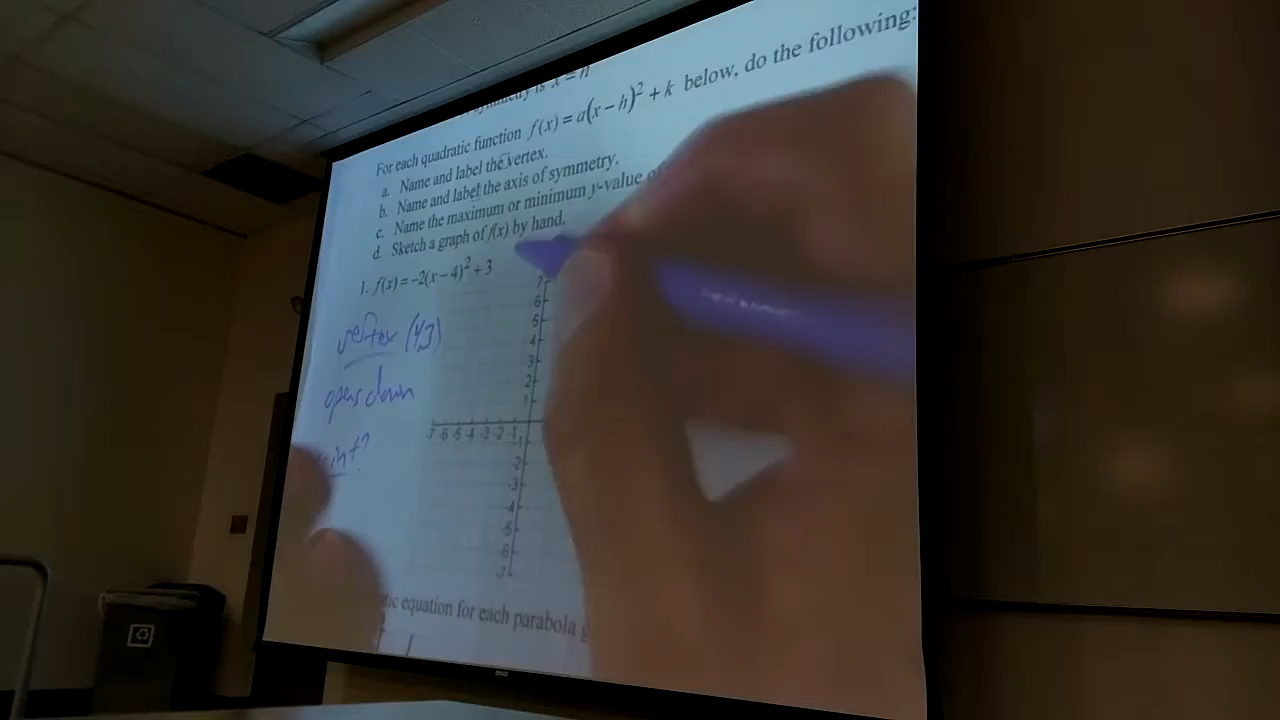 x = h
For each quadratic function f(x) = a(x − h)² + k below, do the following:
a. Name and label the vertex.
b. Name and label the axis of symmetry.
c. Name the maximum or minimum y-value
d. Sketch a graph of f(x) by hand.
1. f(x) = −2(x − 4)² + 3
vertex (4,3)
opens down
int?
7
6
5
4
3
2
1
-7 -6 -5 -4 -3 -2 -1
-1
-2
-3
-4
-5
-6
-7
equation for each parabola